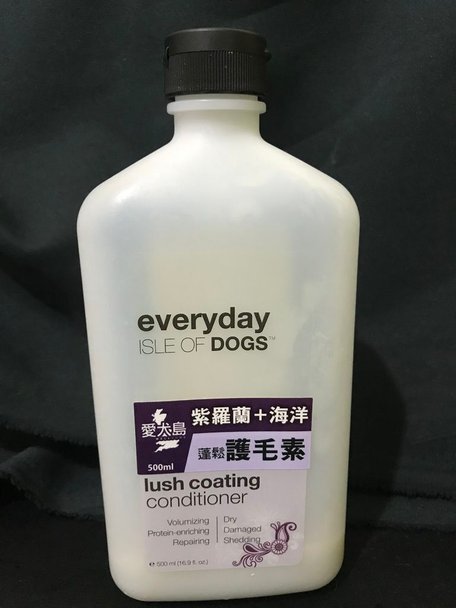 everyday
ISLE OF DOGS™
愛犬島
500ml
紫羅蘭+海洋
蓬鬆護毛素
lush coating
conditioner
Volumizing
Protein-enriching
Repairing
Dry
Damaged
Shedding
e 500 ml (16.9 fl. oz.)